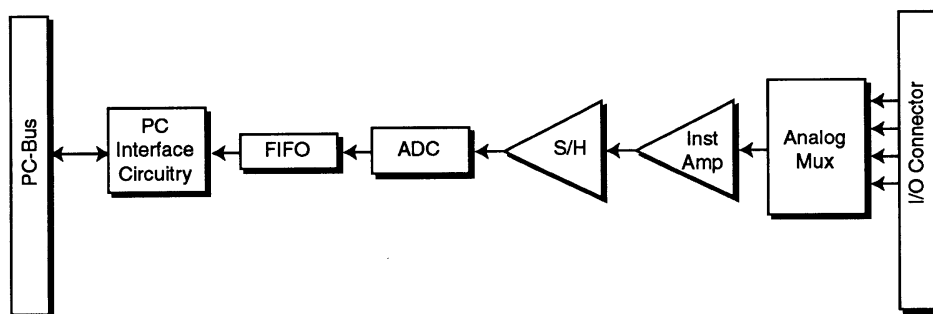 PC-Bus
PC
Interface
Circuitry
FIFO
ADC
S/H
Inst
Amp
Analog
Mux
I/O Connector